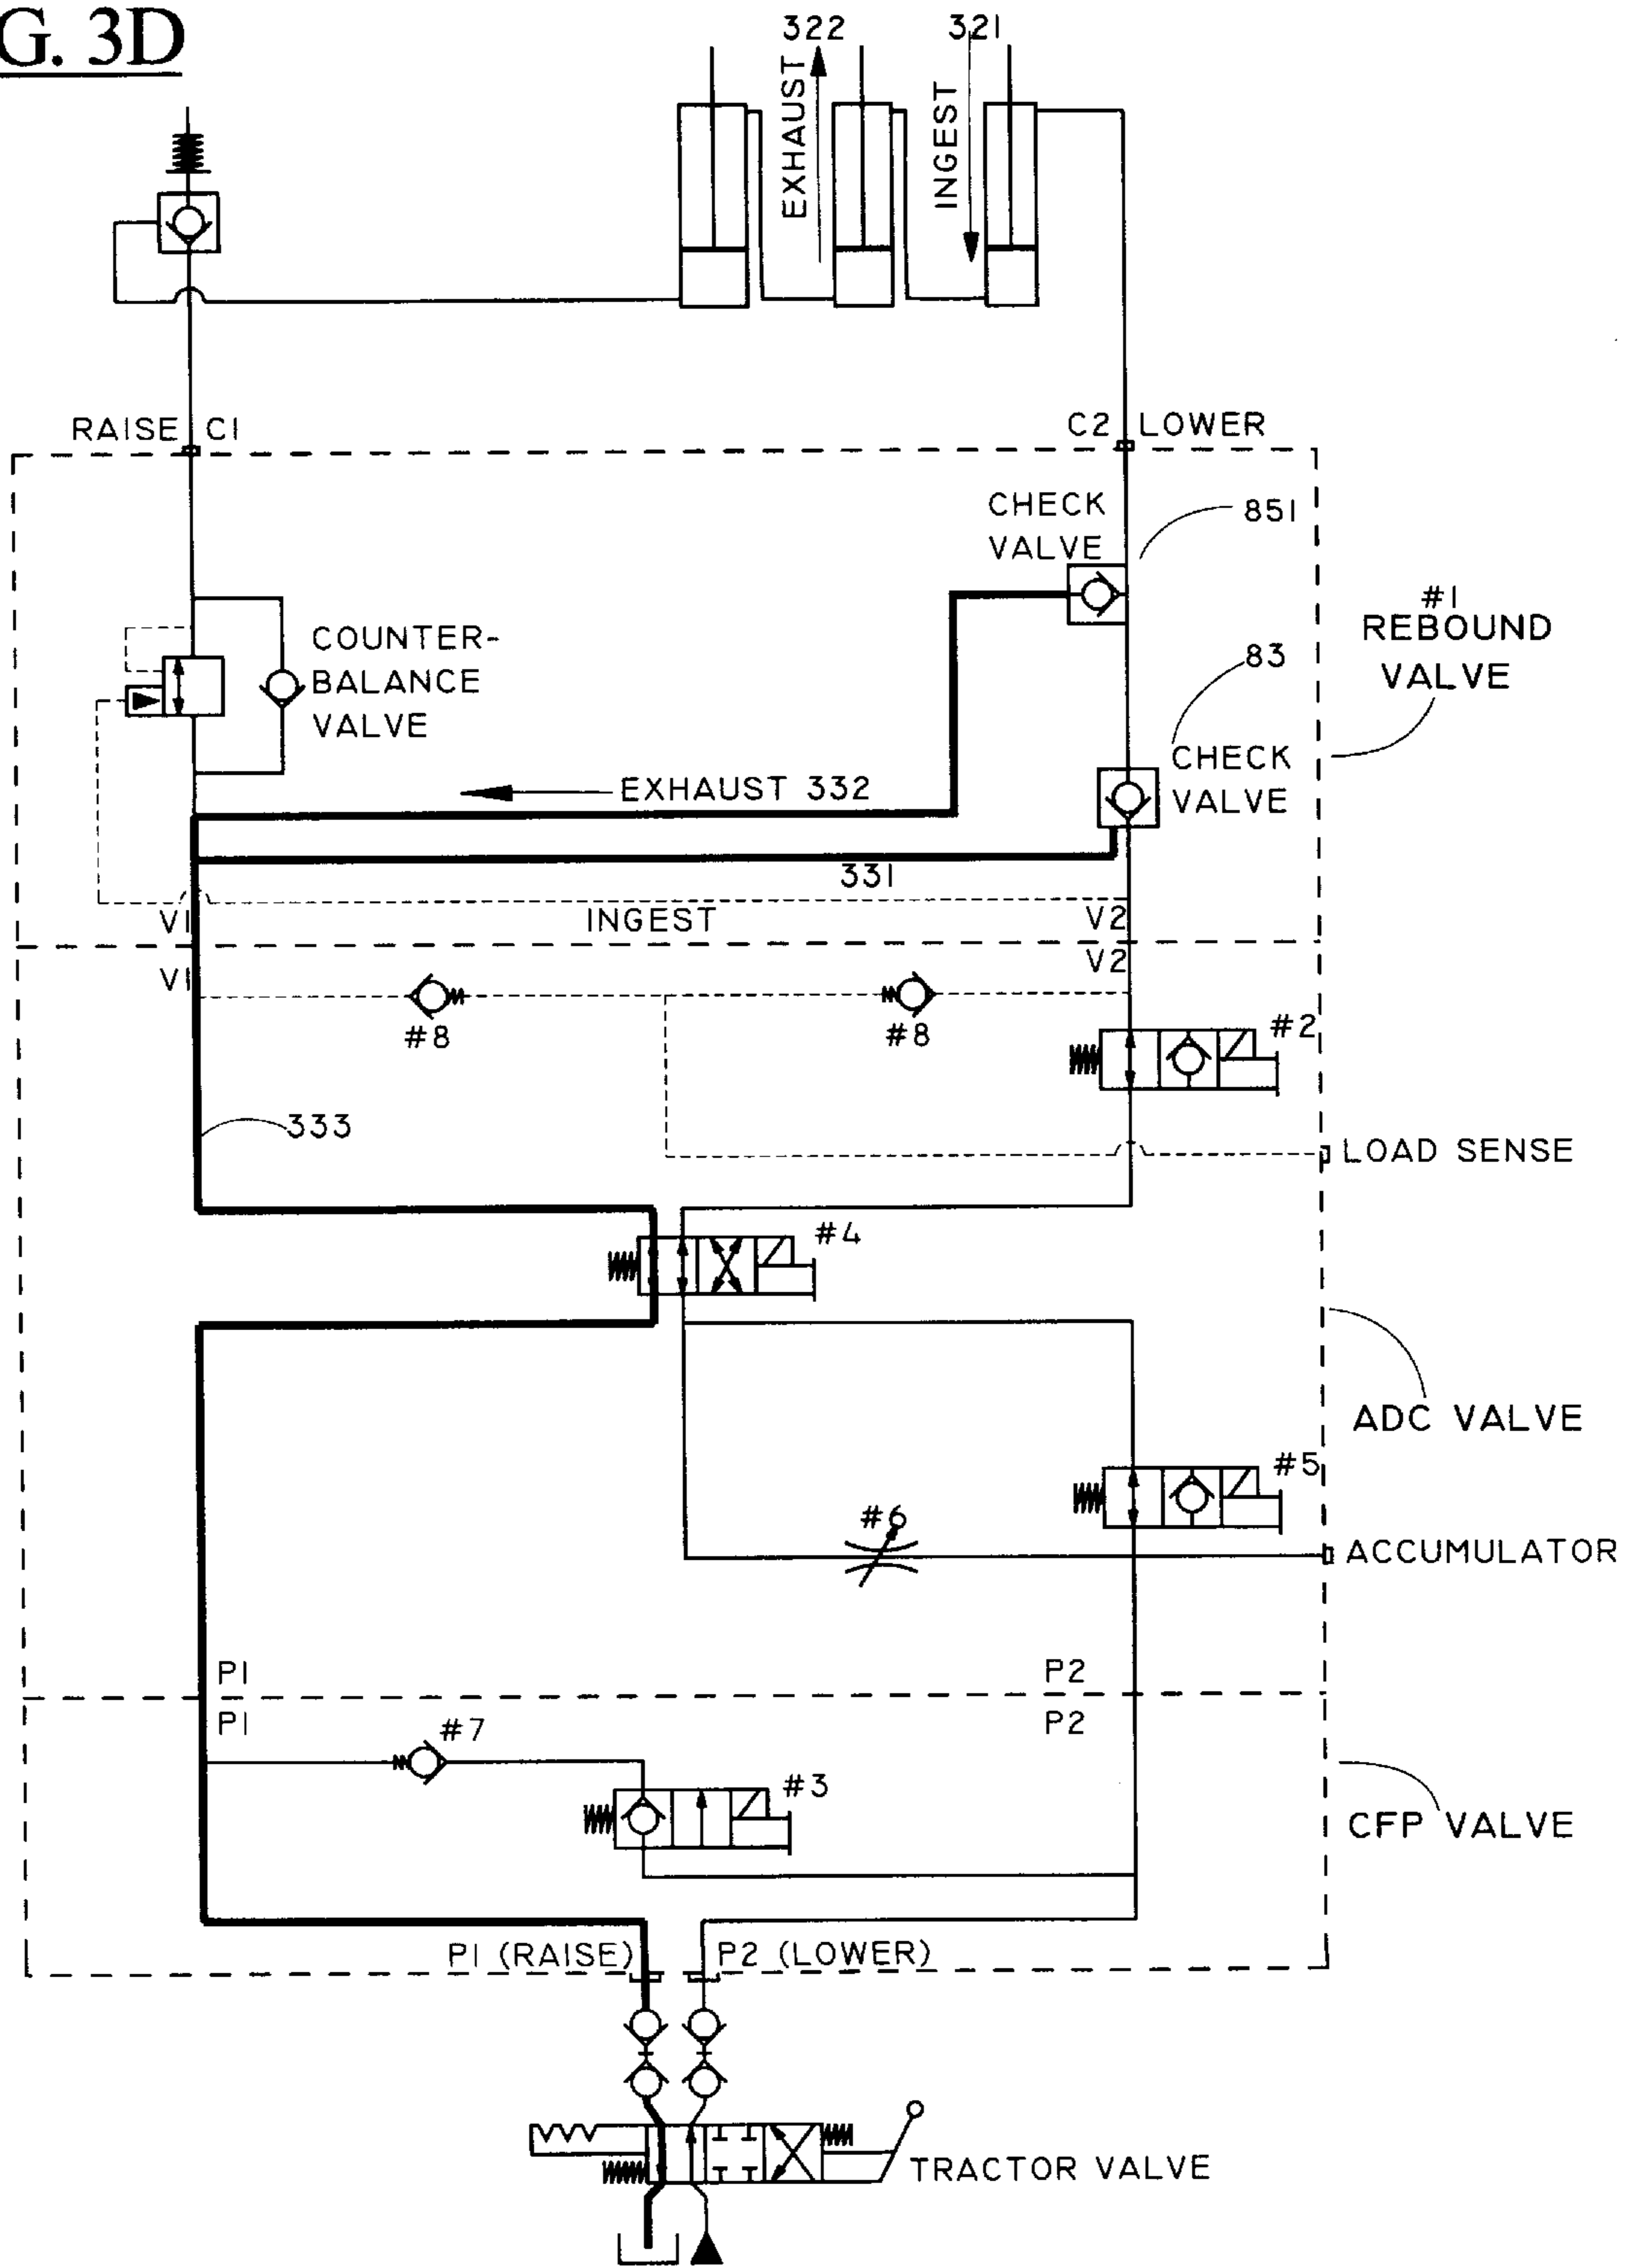 G. 3D
322
321
EXHAUST
INGEST
RAISE C1
C2 LOWER
CHECK
VALVE
851
#1
REBOUND
VALVE
COUNTER-
BALANCE
VALVE
83
CHECK
VALVE
EXHAUST 332
331
V1
INGEST
V2
V1
V2
#8
#8
#2
333
LOAD SENSE
#4
ADC VALVE
#5
#6
ACCUMULATOR
P1
P2
P1
P2
#7
#3
CFP VALVE
P1 (RAISE)
P2 (LOWER)
TRACTOR VALVE